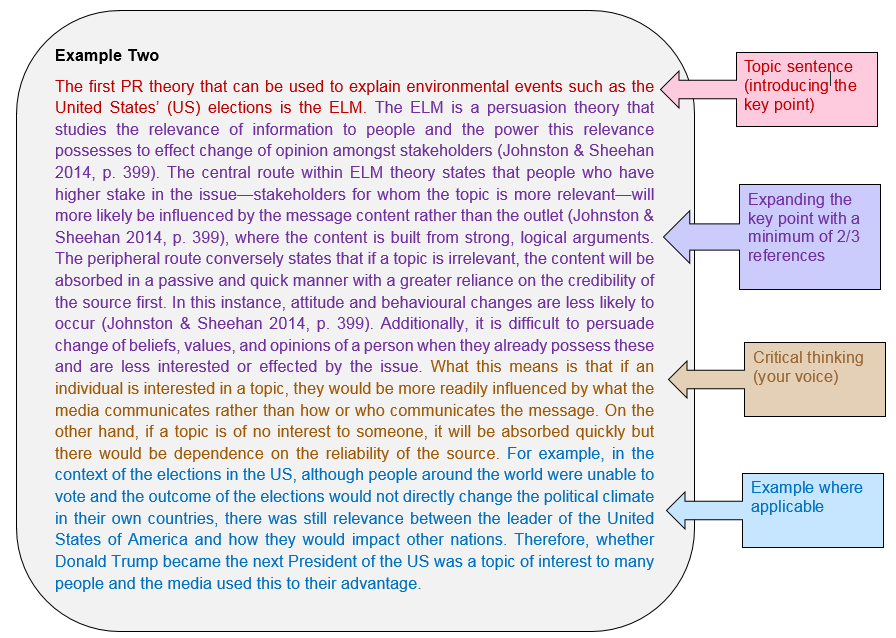 Example Two
The first PR theory that can be used to explain environmental events such as the
United States' (US) elections is the ELM. The ELM is a persuasion theory that
studies the relevance of information to people and the power this relevance
possesses to effect change of opinion amongst stakeholders (Johnston & Sheehan
2014, p. 399). The central route within ELM theory states that people who have
higher stake in the issue—stakeholders for whom the topic is more relevant—will
more likely be influenced by the message content rather than the outlet (Johnston &
Sheehan 2014, p. 399), where the content is built from strong, logical arguments.
The peripheral route conversely states that if a topic is irrelevant, the content will be
absorbed in a passive and quick manner with a greater reliance on the credibility of
the source first. In this instance, attitude and behavioural changes are less likely to
occur (Johnston & Sheehan 2014, p. 399). Additionally, it is difficult to persuade
change of beliefs, values, and opinions of a person when they already possess these
and are less interested or effected by the issue. What this means is that if an
individual is interested in a topic, they would be more readily influenced by what the
media communicates rather than how or who communicates the message. On the
other hand, if a topic is of no interest to someone, it will be absorbed quickly but
there would be dependence on the reliability of the source. For example, in the
context of the elections in the US, although people around the world were unable to
vote and the outcome of the elections would not directly change the political climate
in their own countries, there was still relevance between the leader of the United
States of America and how they would impact other nations. Therefore, whether
Donald Trump became the next President of the US was a topic of interest to many
people and the media used this to their advantage.
Topic sentence
(introducing the
key point)
Expanding the
key point with a
minimum of 2/3
references
Critical thinking
(your voice)
Example where
applicable